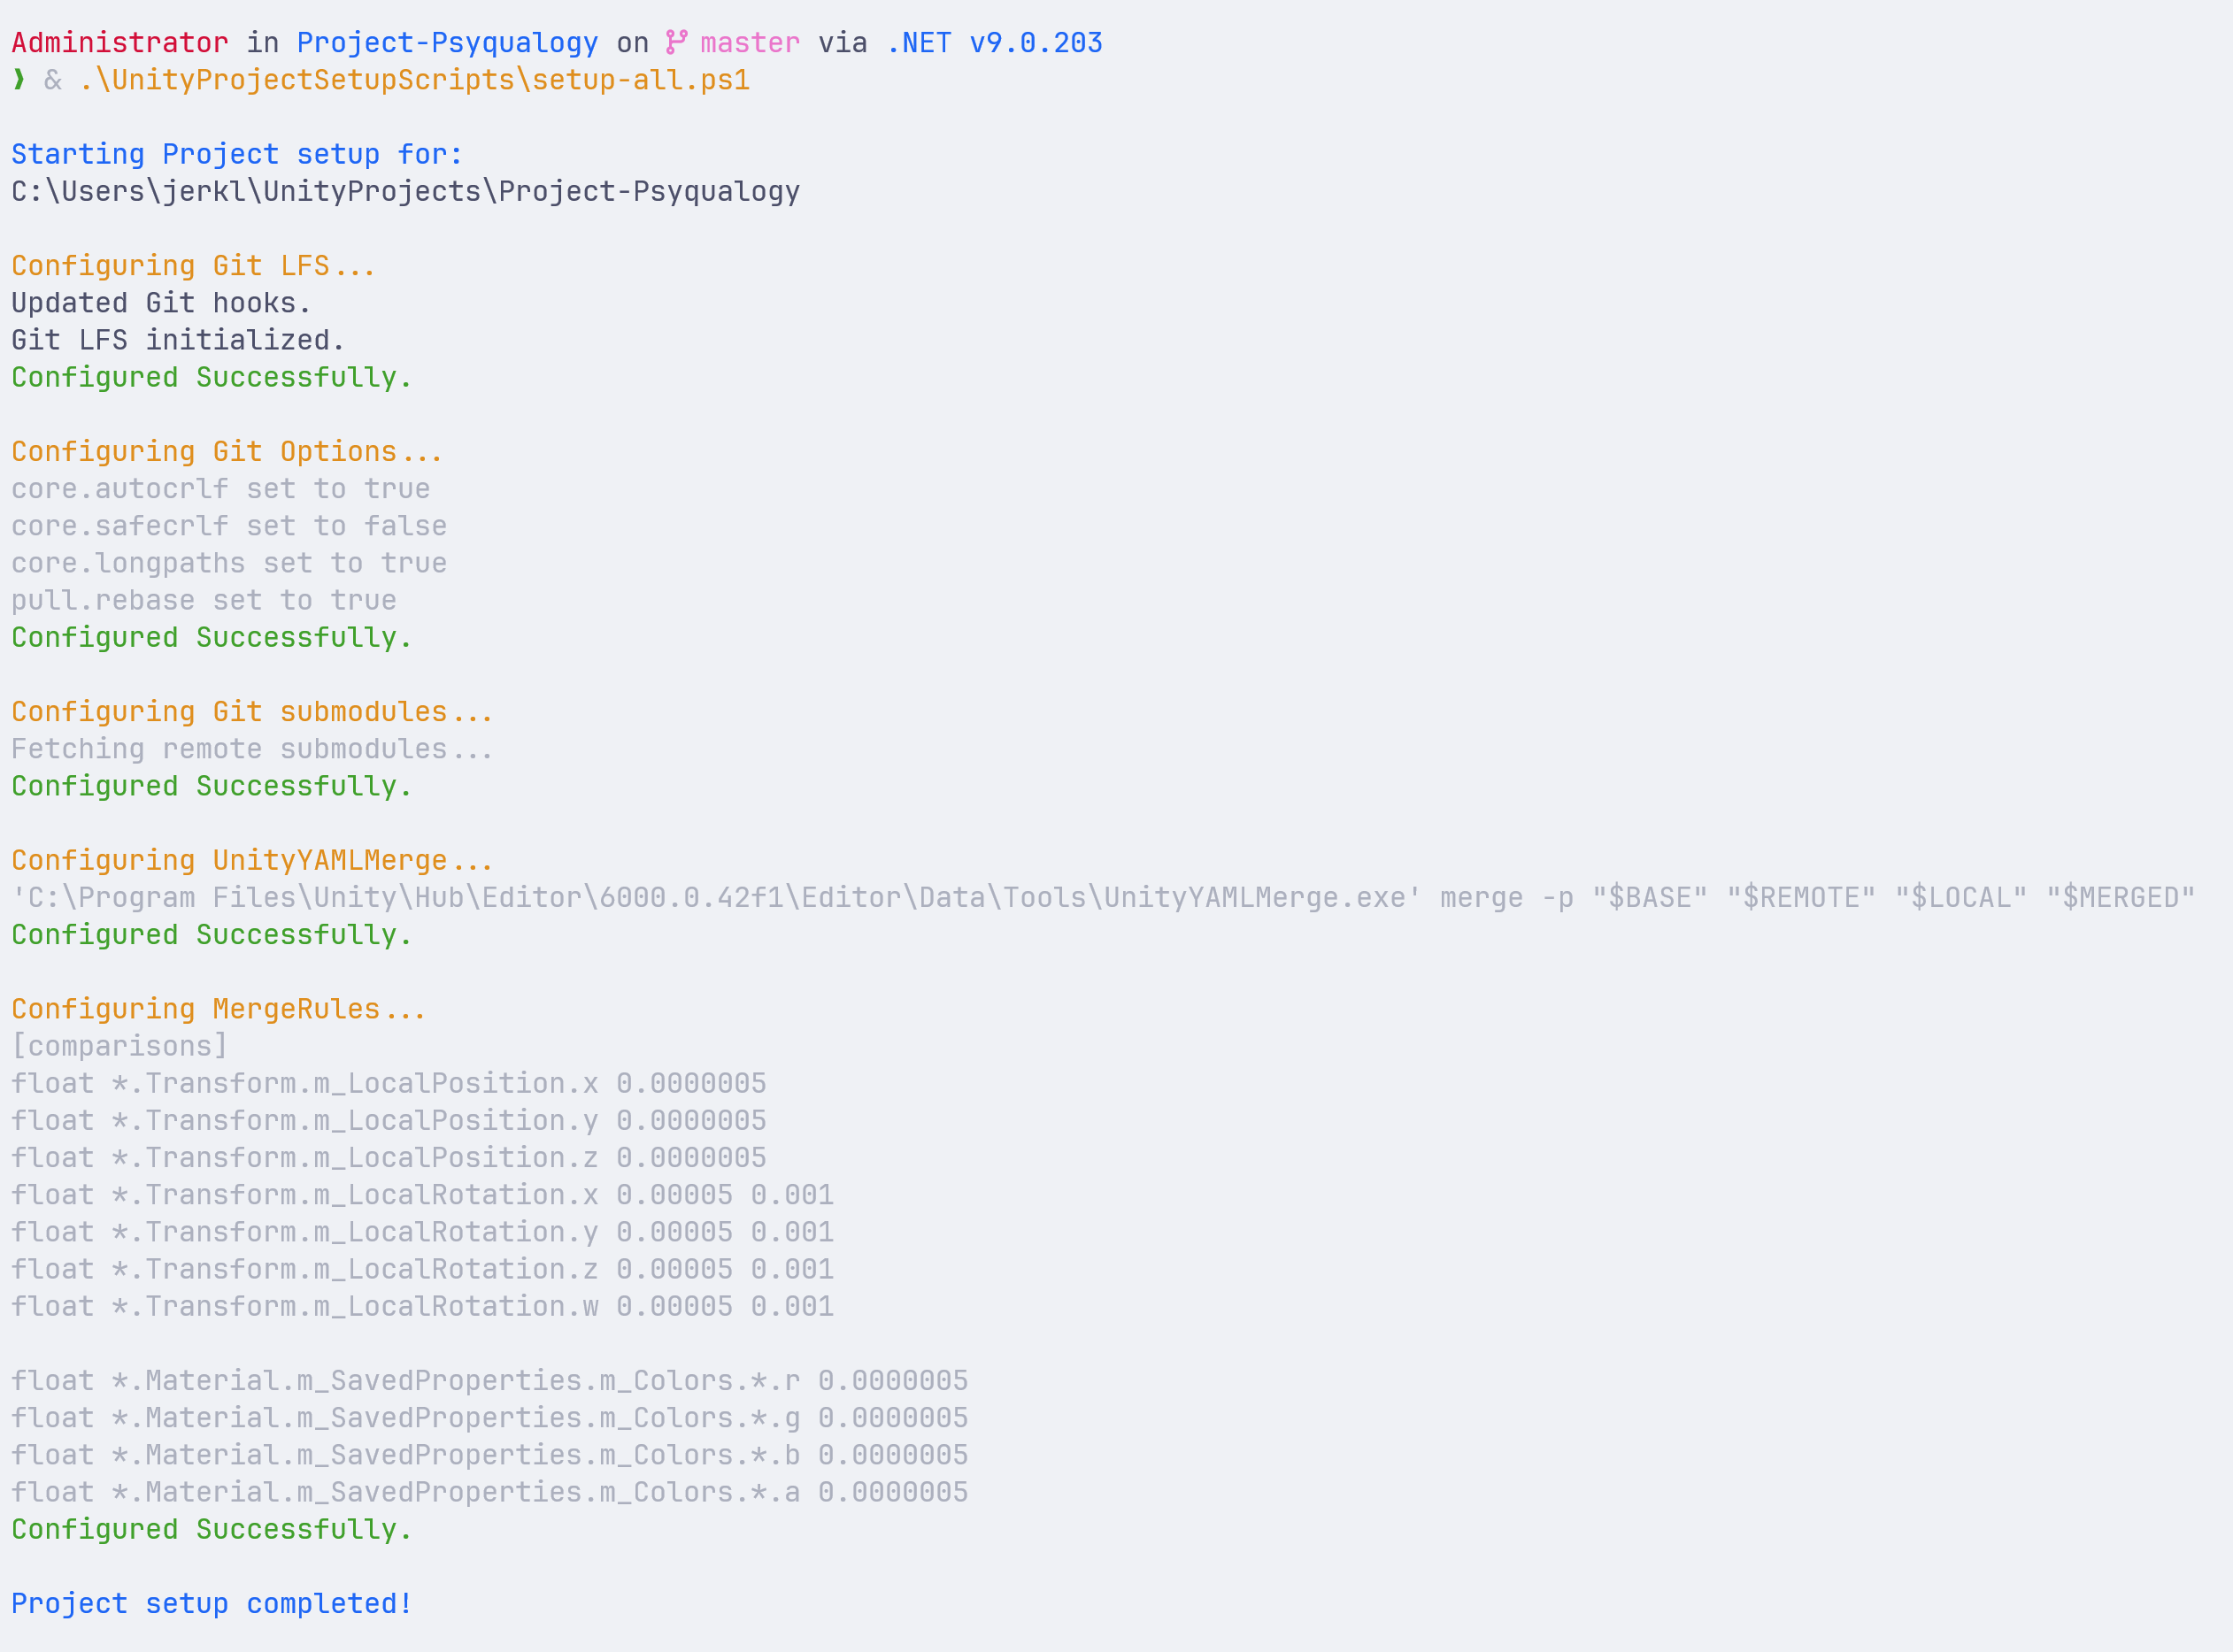 Administrator in Project-Psyqualogy on master via .NET v9.0.203
❯ & .\UnityProjectSetupScripts\setup-all.ps1
Starting Project setup for:
C:\Users\jerkl\UnityProjects\Project-Psyqualogy
Configuring Git LFS...
Updated Git hooks.
Git LFS initialized.
Configured Successfully.
Configuring Git Options...
core.autocrlf set to true
core.safecrlf set to false
core.longpaths set to true
pull.rebase set to true
Configured Successfully.
Configuring Git submodules...
Fetching remote submodules...
Configured Successfully.
Configuring UnityYAMLMerge...
'C:\Program Files\Unity\Hub\Editor\6000.0.42f1\Editor\Data\Tools\UnityYAMLMerge.exe' merge -p "$BASE" "$REMOTE" "$LOCAL" "$MERGED"
Configured Successfully.
Configuring MergeRules...
[comparisons]
float *.Transform.m_LocalPosition.x 0.0000005
float *.Transform.m_LocalPosition.y 0.0000005
float *.Transform.m_LocalPosition.z 0.0000005
float *.Transform.m_LocalRotation.x 0.00005 0.001
float *.Transform.m_LocalRotation.y 0.00005 0.001
float *.Transform.m_LocalRotation.z 0.00005 0.001
float *.Transform.m_LocalRotation.w 0.00005 0.001
float *.Material.m_SavedProperties.m_Colors.*.r 0.0000005
float *.Material.m_SavedProperties.m_Colors.*.g 0.0000005
float *.Material.m_SavedProperties.m_Colors.*.b 0.0000005
float *.Material.m_SavedProperties.m_Colors.*.a 0.0000005
Configured Successfully.
Project setup completed!